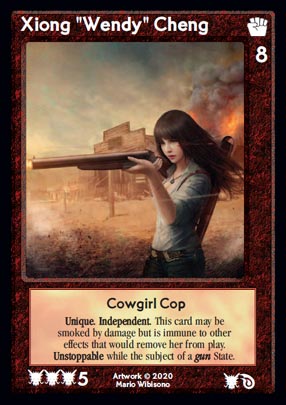 Xiong "Wendy" Cheng
8
Cowgirl Cop
Unique. Independent. This card may be
smoked by damage but is immune to other
effects that would remove her from play.
Unstoppable while the subject of a gun State.
5
Artwork © 2020
Mario Wibisono